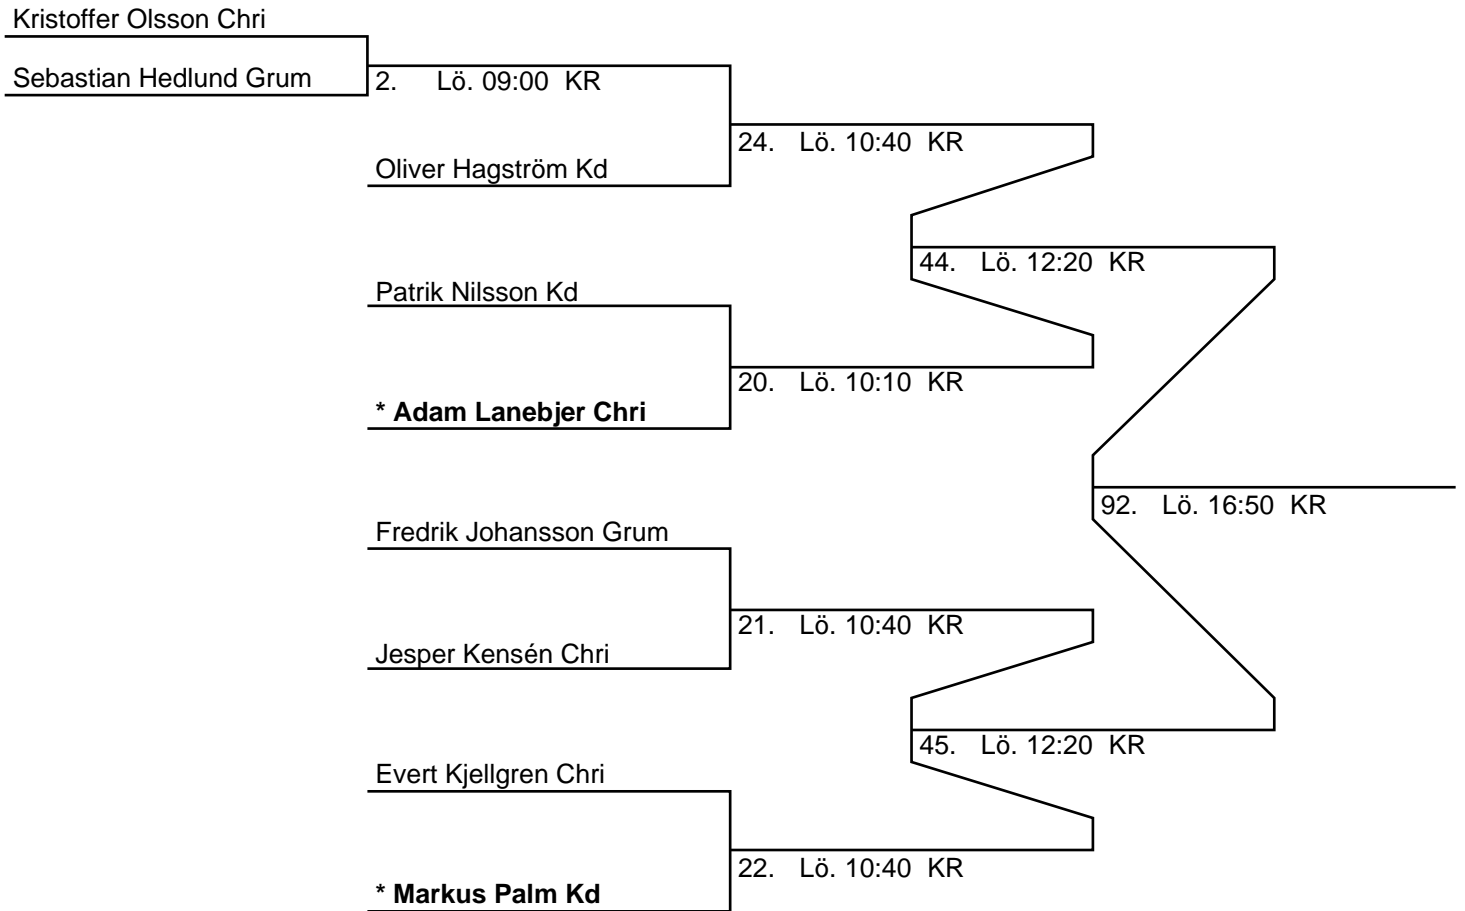 Kristoffer Olsson Chri
Sebastian Hedlund Grum
2. Lö. 09:00 KR
24. Lö. 10:40 KR
Oliver Hagström Kd
44. Lö. 12:20 KR
Patrik Nilsson Kd
20. Lö. 10:10 KR
* Adam Lanebjer Chri
92. Lö. 16:50 KR
Fredrik Johansson Grum
21. Lö. 10:40 KR
Jesper Kensén Chri
45. Lö. 12:20 KR
Evert Kjellgren Chri
22. Lö. 10:40 KR
* Markus Palm Kd